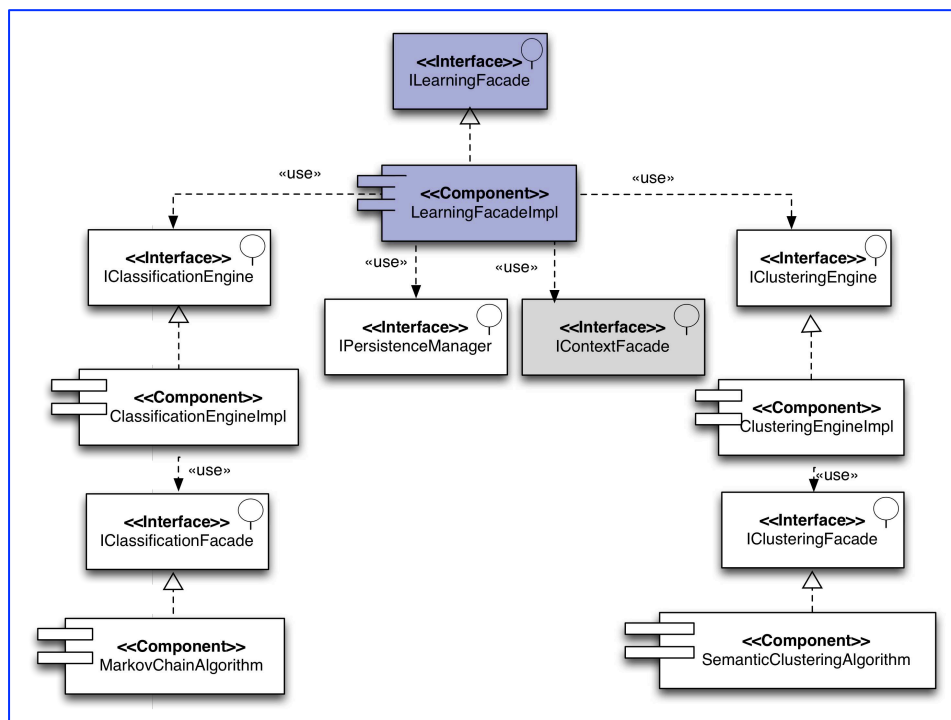 <<Interface>>
ILearningFacade
«use»
<<Component>>
LearningFacadeImpl
«use»
<<Interface>>
IClassificationEngine
«use»
«use»
<<Interface>>
IClusteringEngine
<<Interface>>
IPersistenceManager
<<Interface>>
IContextFacade
<<Component>>
ClassificationEngineImpl
<<Component>>
ClusteringEngineImpl
«use»
«use»
<<Interface>>
IClassificationFacade
<<Interface>>
IClusteringFacade
<<Component>>
MarkovChainAlgorithm
<<Component>>
SemanticClusteringAlgorithm